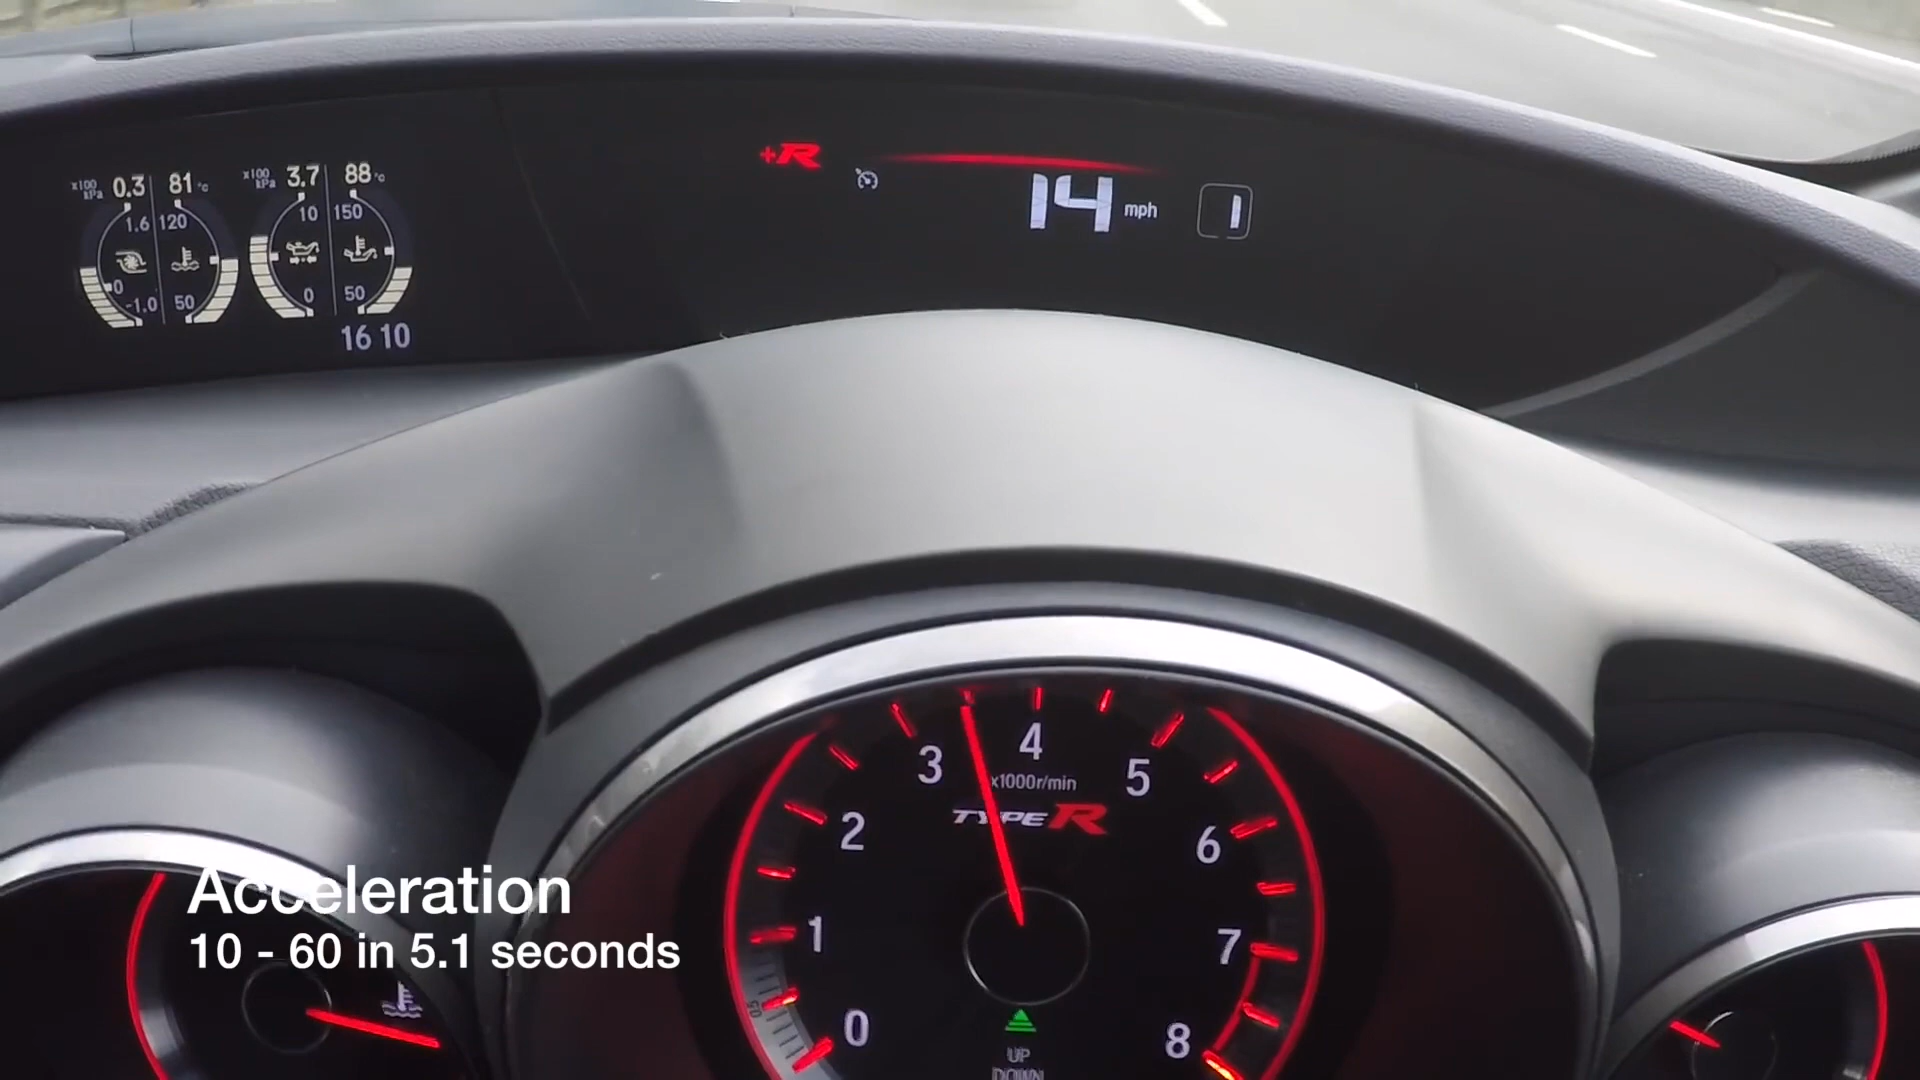 +R
x100 kPa 0.3 81 °C x100 kPa 3.7 88 °C
14 mph 1
1.6 120 10 150
0 -1.0 50 0 50
16 10
3 4 5
x1000r/min
TYPE R
2 6
1 7
0 8
Acceleration
10 - 60 in 5.1 seconds
UP
DOWN